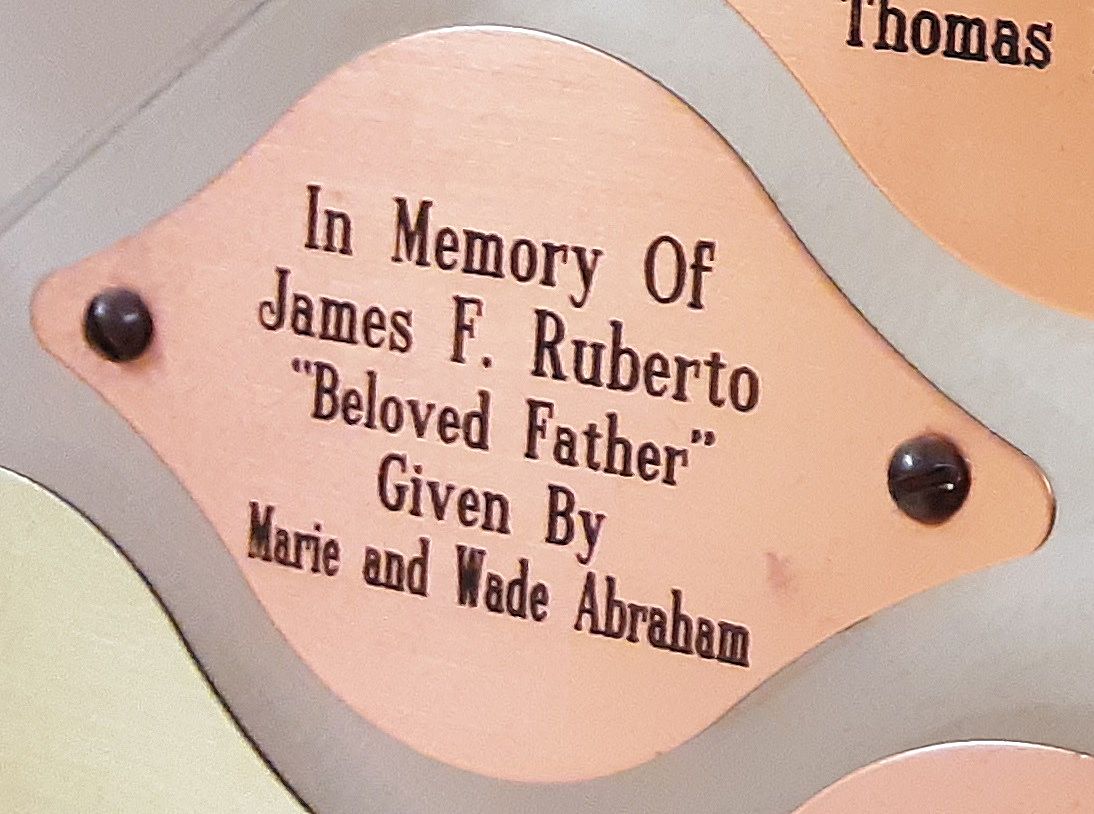 Thomas
In Memory Of
James F. Ruberto
"Beloved Father"
Given By
Marie and Wade Abraham